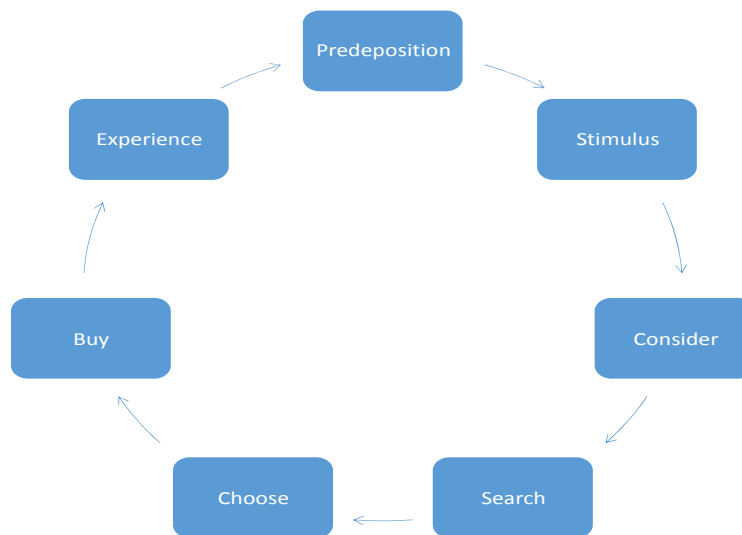 Predeposition
Stimulus
Consider
Search
Choose
Buy
Experience